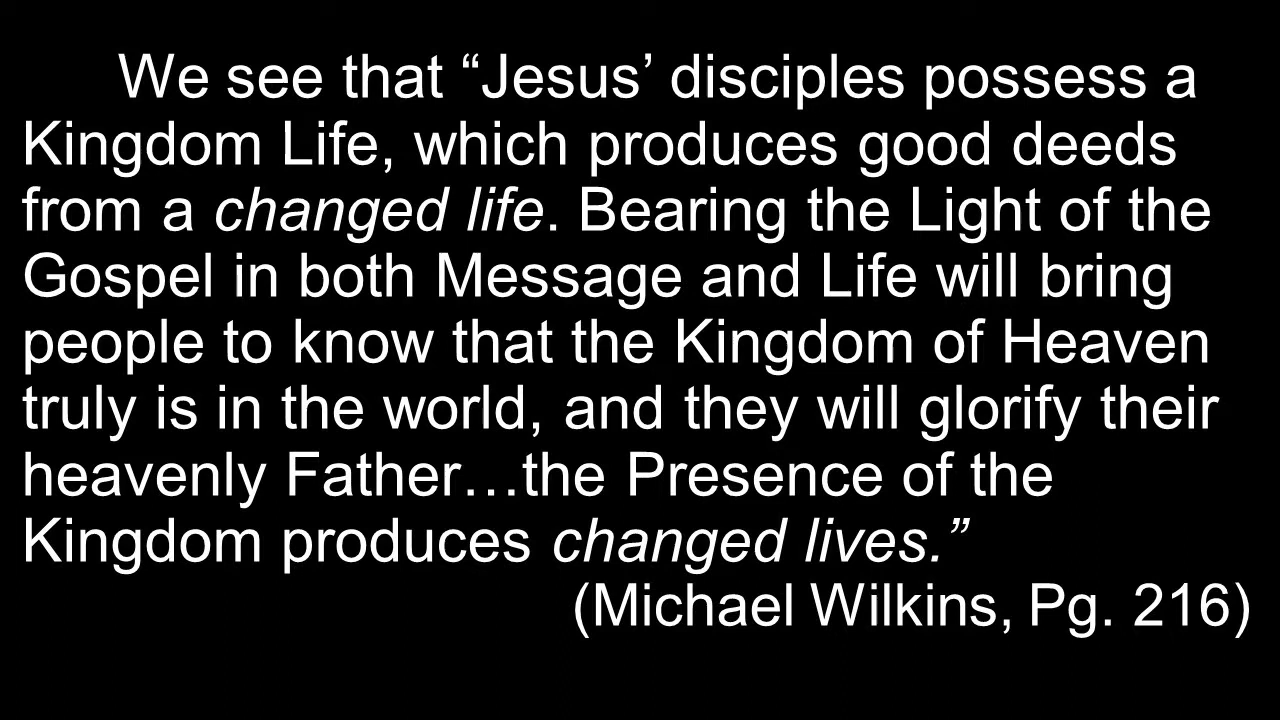 We see that “Jesus’ disciples possess a
Kingdom Life, which produces good deeds
from a changed life. Bearing the Light of the
Gospel in both Message and Life will bring
people to know that the Kingdom of Heaven
truly is in the world, and they will glorify their
heavenly Father…the Presence of the
Kingdom produces changed lives.”
(Michael Wilkins, Pg. 216)